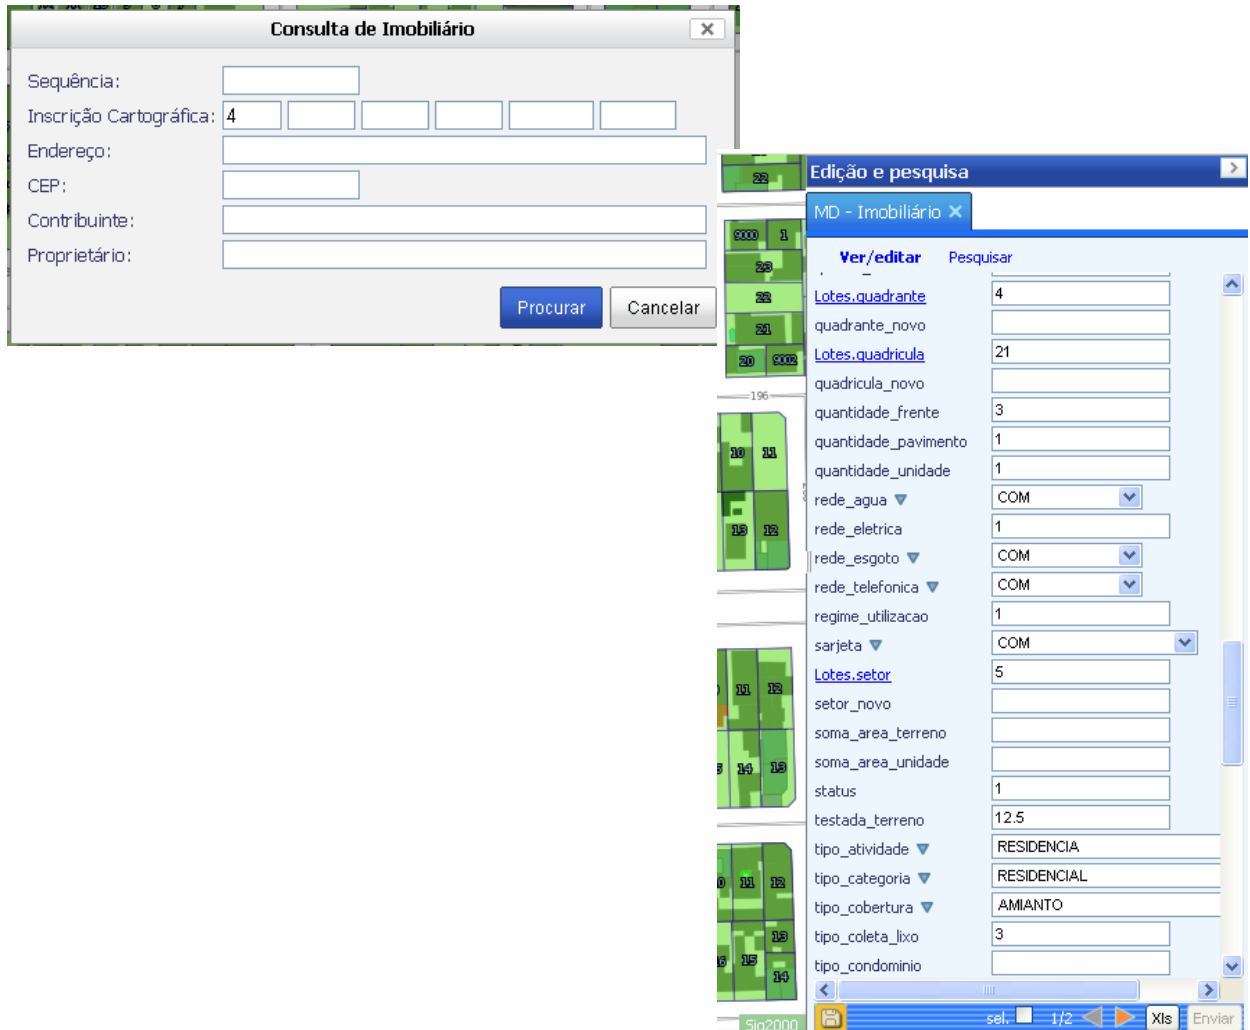 Consulta de Imobiliário
Sequência:
Inscrição Cartográfica: 4
Endereço:
CEP:
Contribuinte:
Proprietário:
Procurar Cancelar
Edição e pesquisa
MD - Imobiliário
Ver/editar Pesquisar
Lotes.quadrante 4
quadrante_novo
Lotes.quadricula 21
quadricula_novo
quantidade_frente 3
quantidade_pavimento 1
quantidade_unidade 1
rede_agua COM
rede_eletrica 1
rede_esgoto COM
rede_telefonica COM
regime_utilizacao 1
sarjeta COM
Lotes.setor 5
setor_novo
soma_area_terreno
soma_area_unidade
status 1
testada_terreno 12.5
tipo_atividade RESIDENCIA
tipo_categoria RESIDENCIAL
tipo_cobertura AMIANTO
tipo_coleta_lixo 3
tipo_condominio
sel. 1/2 Xls Enviar
22
9000 1
23
22
21
20 9002
196
10 11
13 12
11 12
14 13
11 12
13
15
14
Sig2000